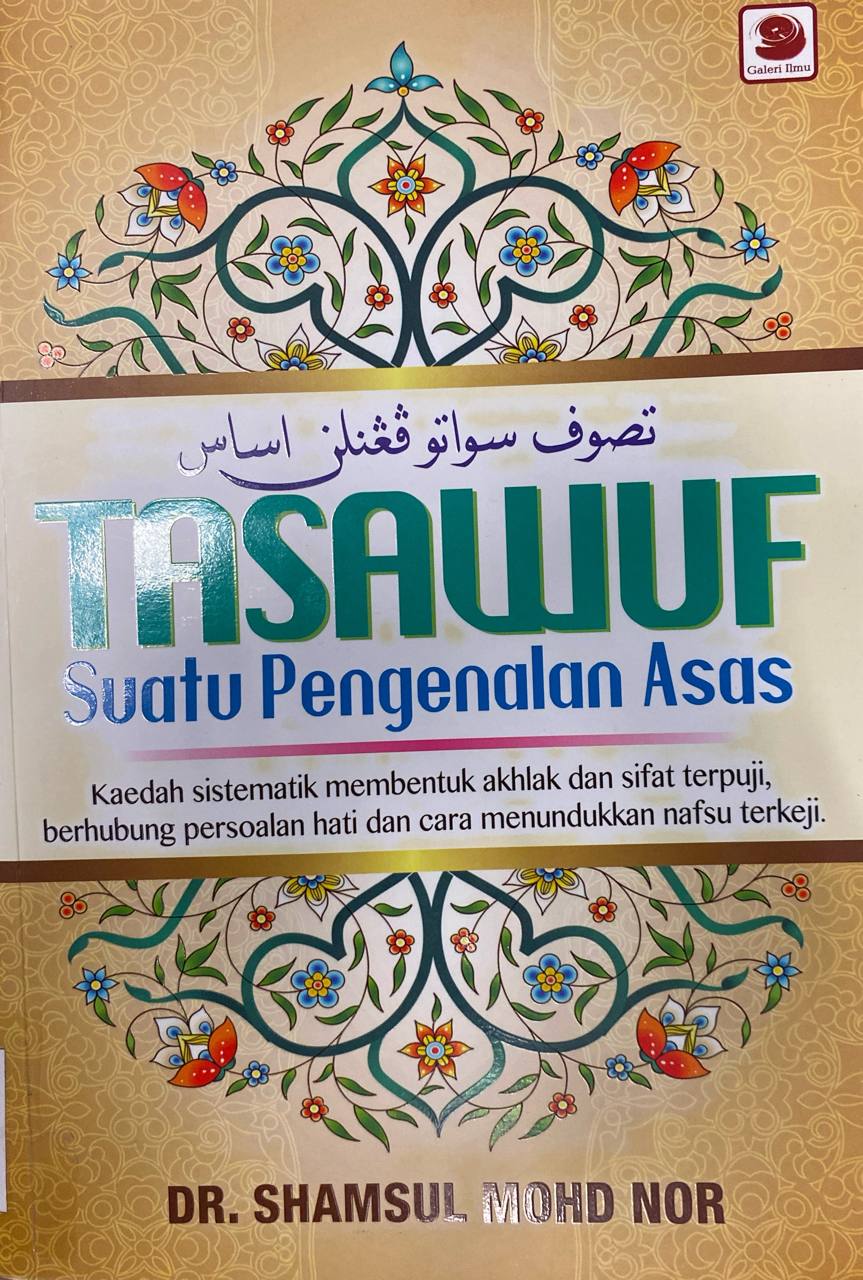 Galeri Ilmu
تصوف سواتو ڤڠنلن اساس
TASAWUF
Suatu Pengenalan Asas
Kaedah sistematik membentuk akhlak dan sifat terpuji,
berhubung persoalan hati dan cara menundukkan nafsu terkeji.
DR. SHAMSUL MOHD NOR